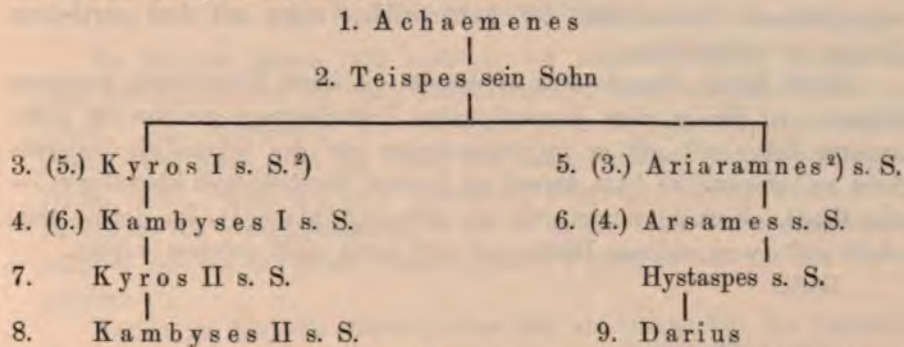 1. Achaemenes
2. Teispes sein Sohn
3. (5.) Kyros I s. S.²) 5. (3.) Ariaramnes²) s. S.
4. (6.) Kambyses I s. S. 6. (4.) Arsames s. S.
7. Kyros II s. S. Hystaspes s. S.
8. Kambyses II s. S. 9. Darius